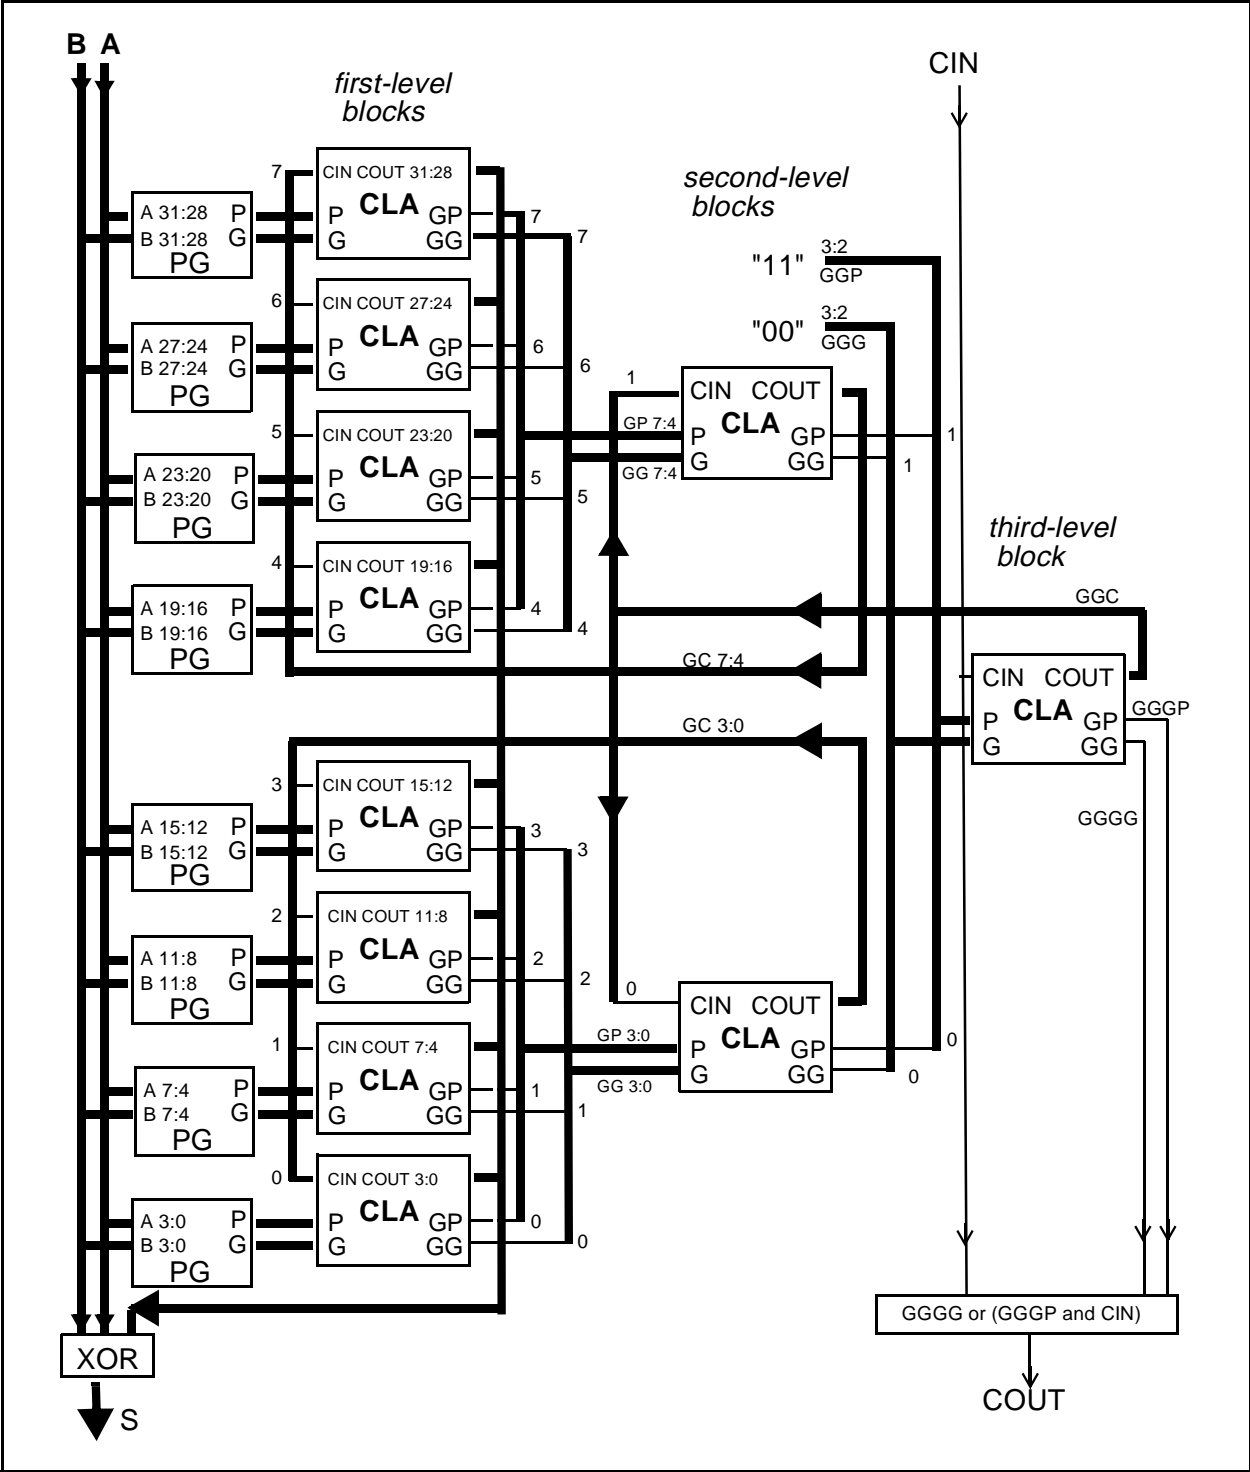 B A
CIN
first-level
blocks
second-level
blocks
"11"
3:2
GGP
"00"
3:2
GGG
7
CIN COUT 31:28
CLA
P GP
G GG
7
7
A 31:28 P
B 31:28 G
PG
6
CIN COUT 27:24
CLA
P GP
G GG
6
6
A 27:24 P
B 27:24 G
PG
5
CIN COUT 23:20
CLA
P GP
G GG
5
5
A 23:20 P
B 23:20 G
PG
4
CIN COUT 19:16
CLA
P GP
G GG
4
4
A 19:16 P
B 19:16 G
PG
1
GP 7:4
GG 7:4
CIN COUT
CLA
P GP
G GG
1
1
third-level
block
GGC
GC 7:4
CIN COUT
CLA
P GP
G GG
GGGP
GGGG
GC 3:0
3
CIN COUT 15:12
CLA
P GP
G GG
3
3
A 15:12 P
B 15:12 G
PG
2
CIN COUT 11:8
CLA
P GP
G GG
2
2
A 11:8 P
B 11:8 G
PG
1
CIN COUT 7:4
CLA
P GP
G GG
1
1
A 7:4 P
B 7:4 G
PG
0
CIN COUT 3:0
CLA
P GP
G GG
0
0
A 3:0 P
B 3:0 G
PG
0
GP 3:0
GG 3:0
CIN COUT
CLA
P GP
G GG
0
0
GGGG or (GGGP and CIN)
COUT
XOR
S